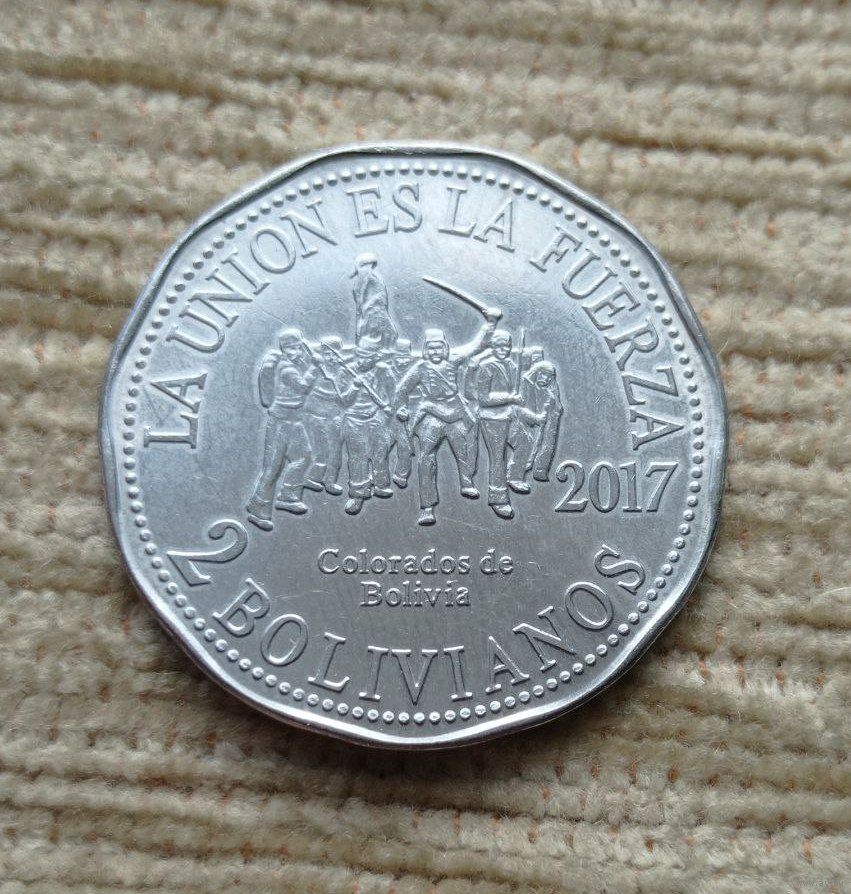 LA UNION ES LA FUERZA
2017
Colorados de
Bolivia
2 BOLIVIANOS